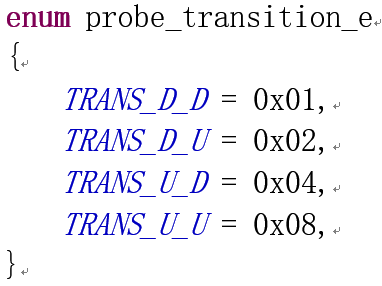 enum probe_transition_e
{
TRANS_D_D = 0x01,
TRANS_D_U = 0x02,
TRANS_U_D = 0x04,
TRANS_U_U = 0x08,
}